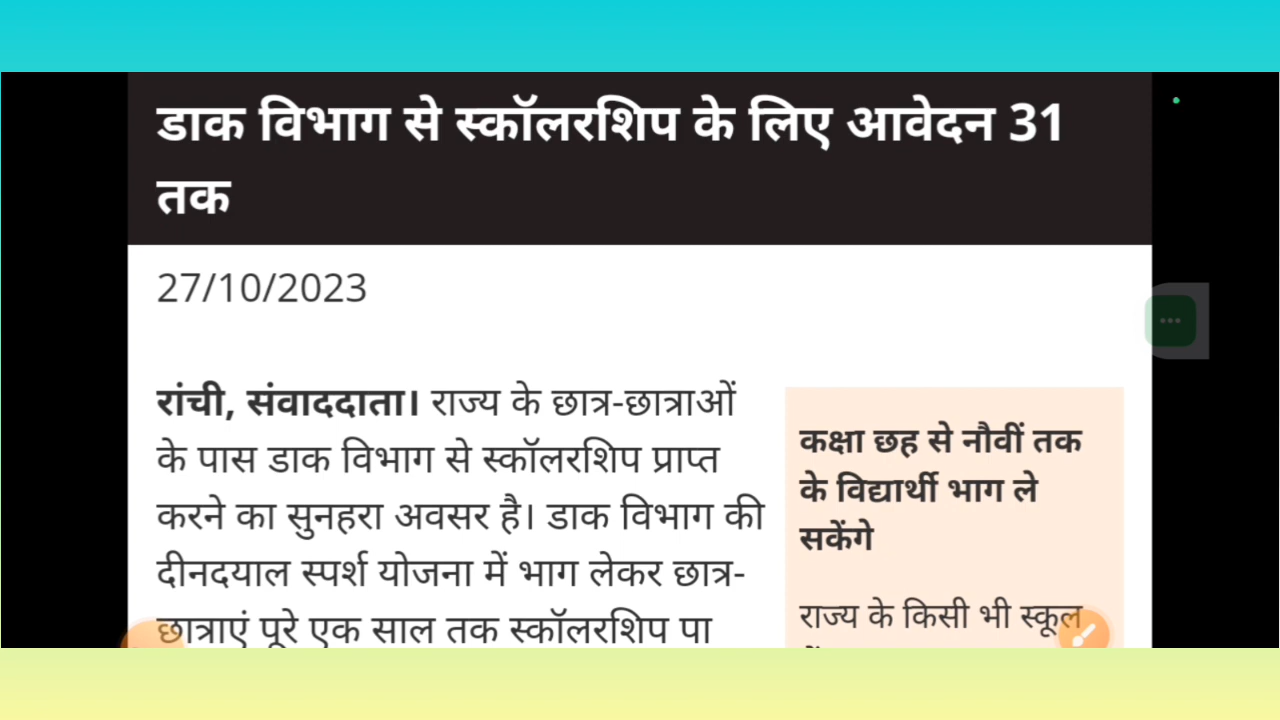 डाक विभाग से स्कॉलरशिप के लिए आवेदन 31
तक
27/10/2023
रांची, संवाददाता। राज्य के छात्र-छात्राओं
के पास डाक विभाग से स्कॉलरशिप प्राप्त
करने का सुनहरा अवसर है। डाक विभाग की
दीनदयाल स्पर्श योजना में भाग लेकर छात्र-
छात्राएं पूरे एक साल तक स्कॉलरशिप पा
कक्षा छह से नौवीं तक
के विद्यार्थी भाग ले
सकेंगे
राज्य के किसी भी स्कूल